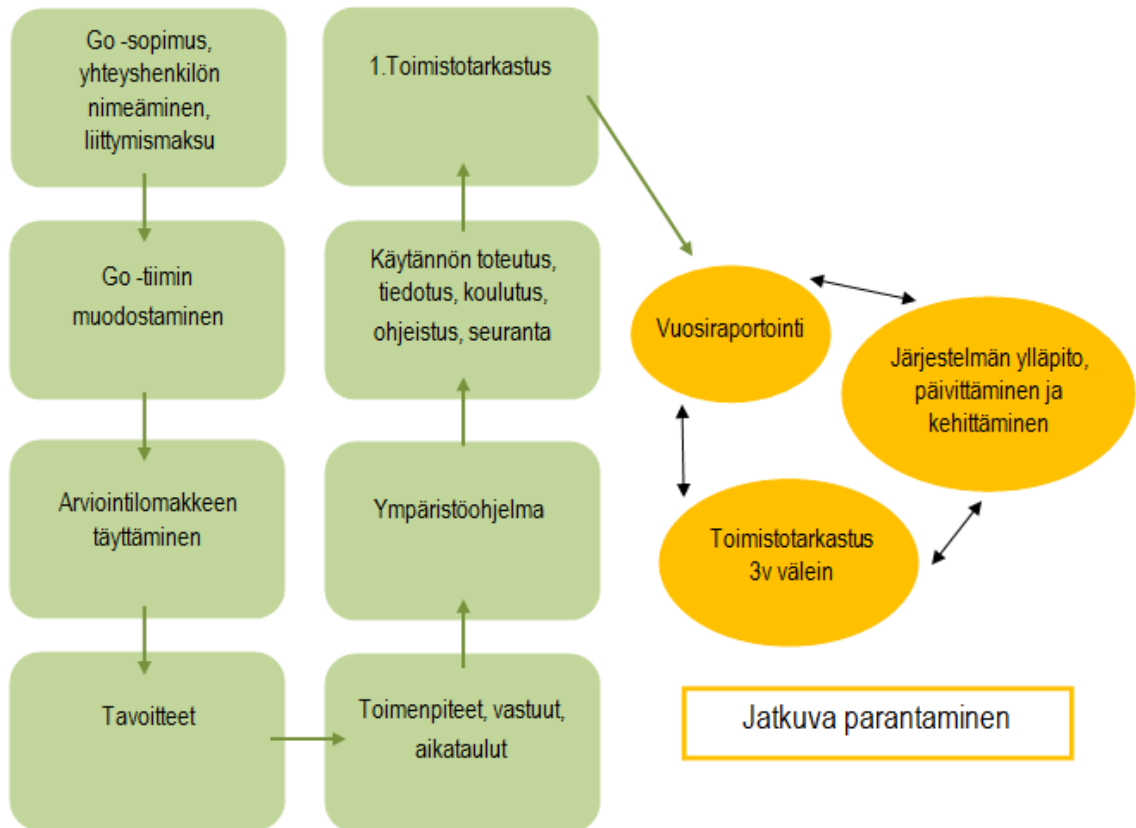 Go -sopimus,
yhteyshenkilön
nimeäminen,
liittymismaksu
Go -tiimin
muodostaminen
Arviointilomakkeen
täyttäminen
Tavoitteet
Toimenpiteet, vastuut,
aikataulut
Ympäristöohjelma
Käytännön toteutus,
tiedotus, koulutus,
ohjeistus, seuranta
1.Toimistotarkastus
Vuosiraportointi
Järjestelmän ylläpito,
päivittäminen ja
kehittäminen
Toimistotarkastus
3v välein
Jatkuva parantaminen